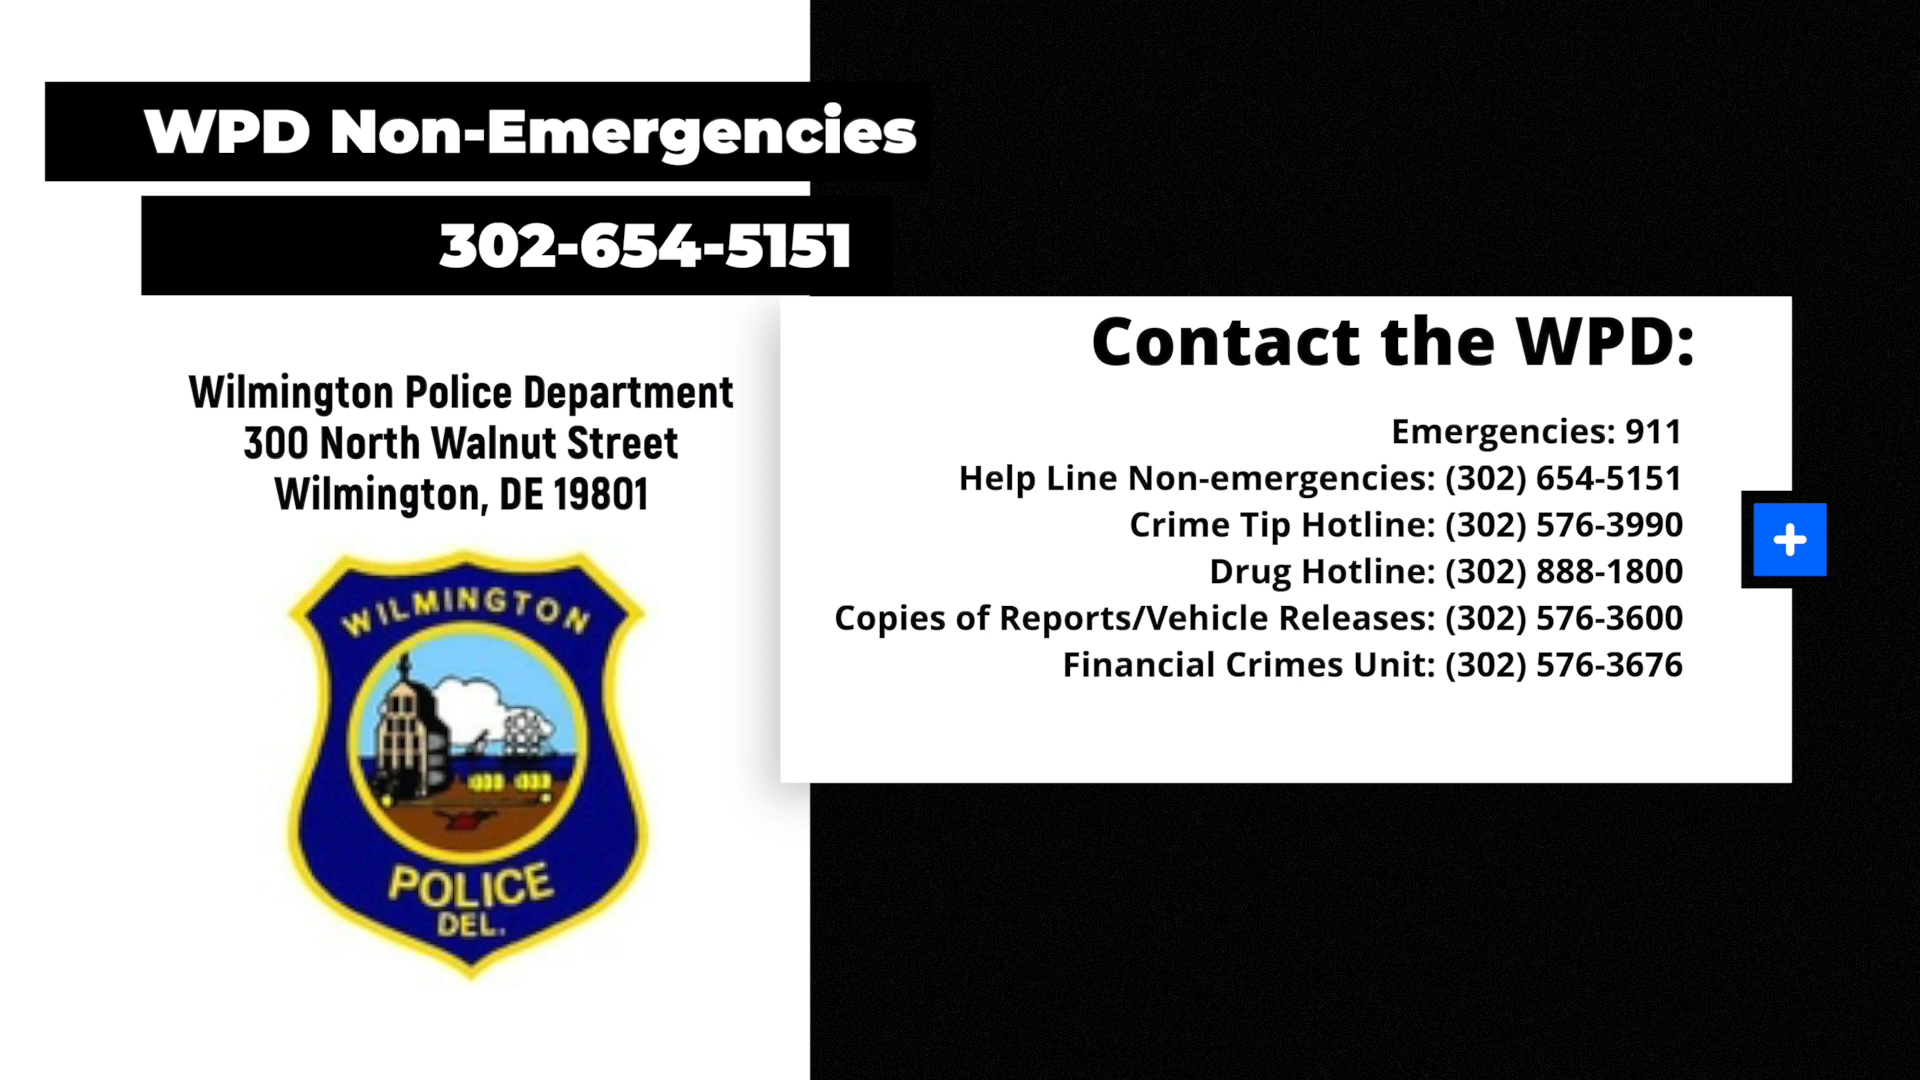 WPD Non-Emergencies
302-654-5151
Wilmington Police Department
300 North Walnut Street
Wilmington, DE 19801
WILMINGTON
POLICE
DEL.
Contact the WPD:
Emergencies: 911
Help Line Non-emergencies: (302) 654-5151
Crime Tip Hotline: (302) 576-3990
Drug Hotline: (302) 888-1800
Copies of Reports/Vehicle Releases: (302) 576-3600
Financial Crimes Unit: (302) 576-3676